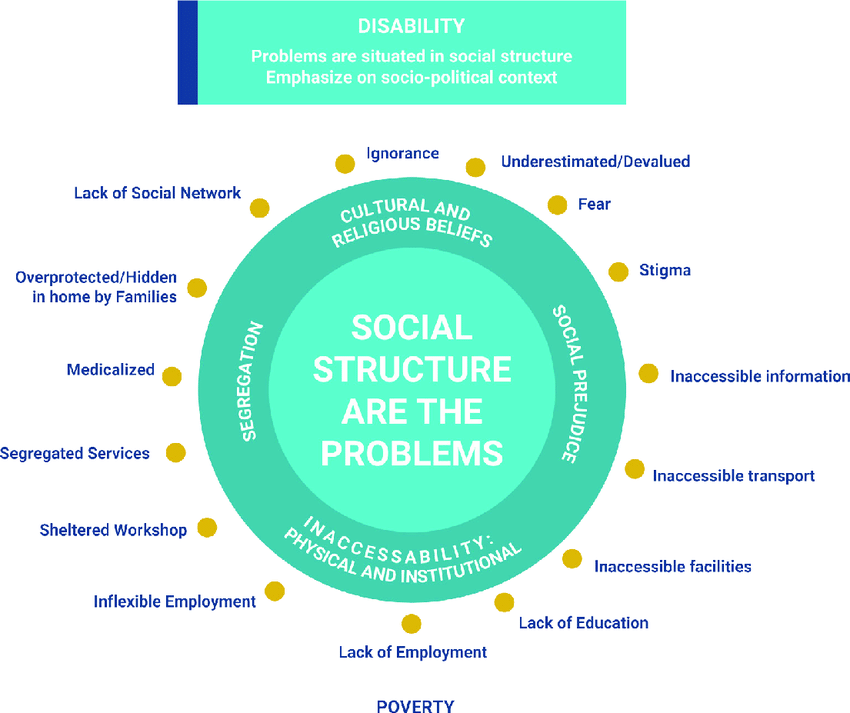 DISABILITY
Problems are situated in social structure
Emphasize on socio-political context
Ignorance
Underestimated/Devalued
Fear
Stigma
Inaccessible information
Inaccessible transport
Inaccessible facilities
Lack of Education
Lack of Employment
Inflexible Employment
Sheltered Workshop
Segregated Services
Medicalized
Overprotected/Hidden
in home by Families
Lack of Social Network
CULTURAL AND
RELIGIOUS BELIEFS
SOCIAL PREJUDICE
INACCESSABILITY:
PHYSICAL AND INSTITUTIONAL
SEGREGATION
SOCIAL
STRUCTURE
ARE THE
PROBLEMS
POVERTY